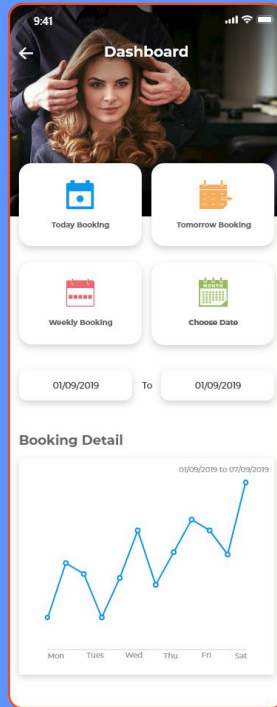 9:41
Dashboard
Today Booking
Tomorrow Booking
Weekly Booking
MONTH
Choose Date
01/09/2019
To
01/09/2019
Booking Detail
01/09/2019 to 07/09/2019
Mon Tues Wed Thu Fri Sat